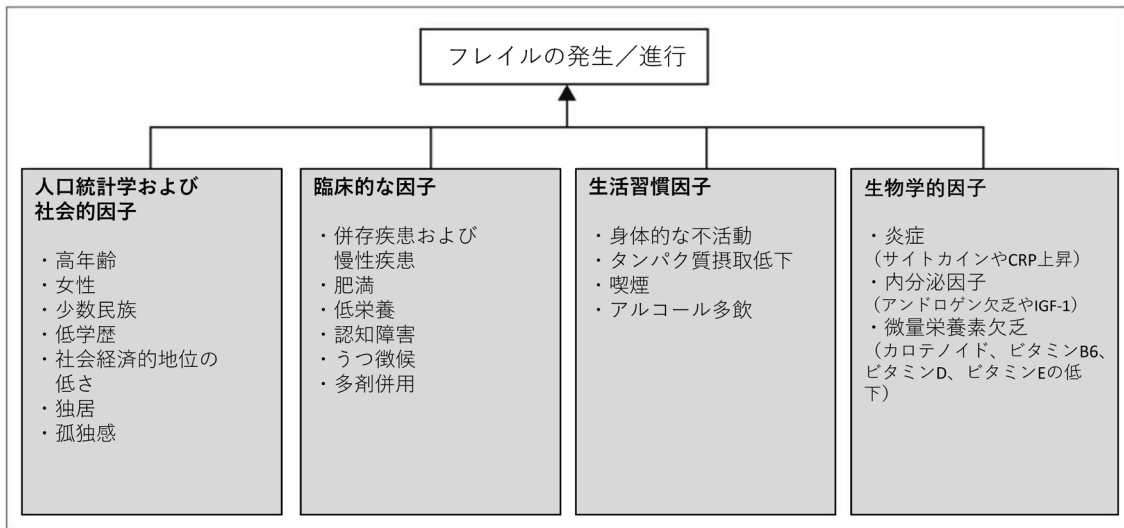 フレイルの発生／進行
人口統計学および
社会的因子
・高年齢
・女性
・少数民族
・低学歴
・社会経済的地位の
低さ
・独居
・孤独感
臨床的な因子
・併存疾患および
慢性疾患
・肥満
・低栄養
・認知障害
・うつ徴候
・多剤併用
生活習慣因子
・身体的な不活動
・タンパク質摂取低下
・喫煙
・アルコール多飲
生物学的因子
・炎症
（サイトカインやCRP上昇）
・内分泌因子
（アンドロゲン欠乏やIGF-1）
・微量栄養素欠乏
（カロテノイド、ビタミンB6、
ビタミンD、ビタミンEの低
下）